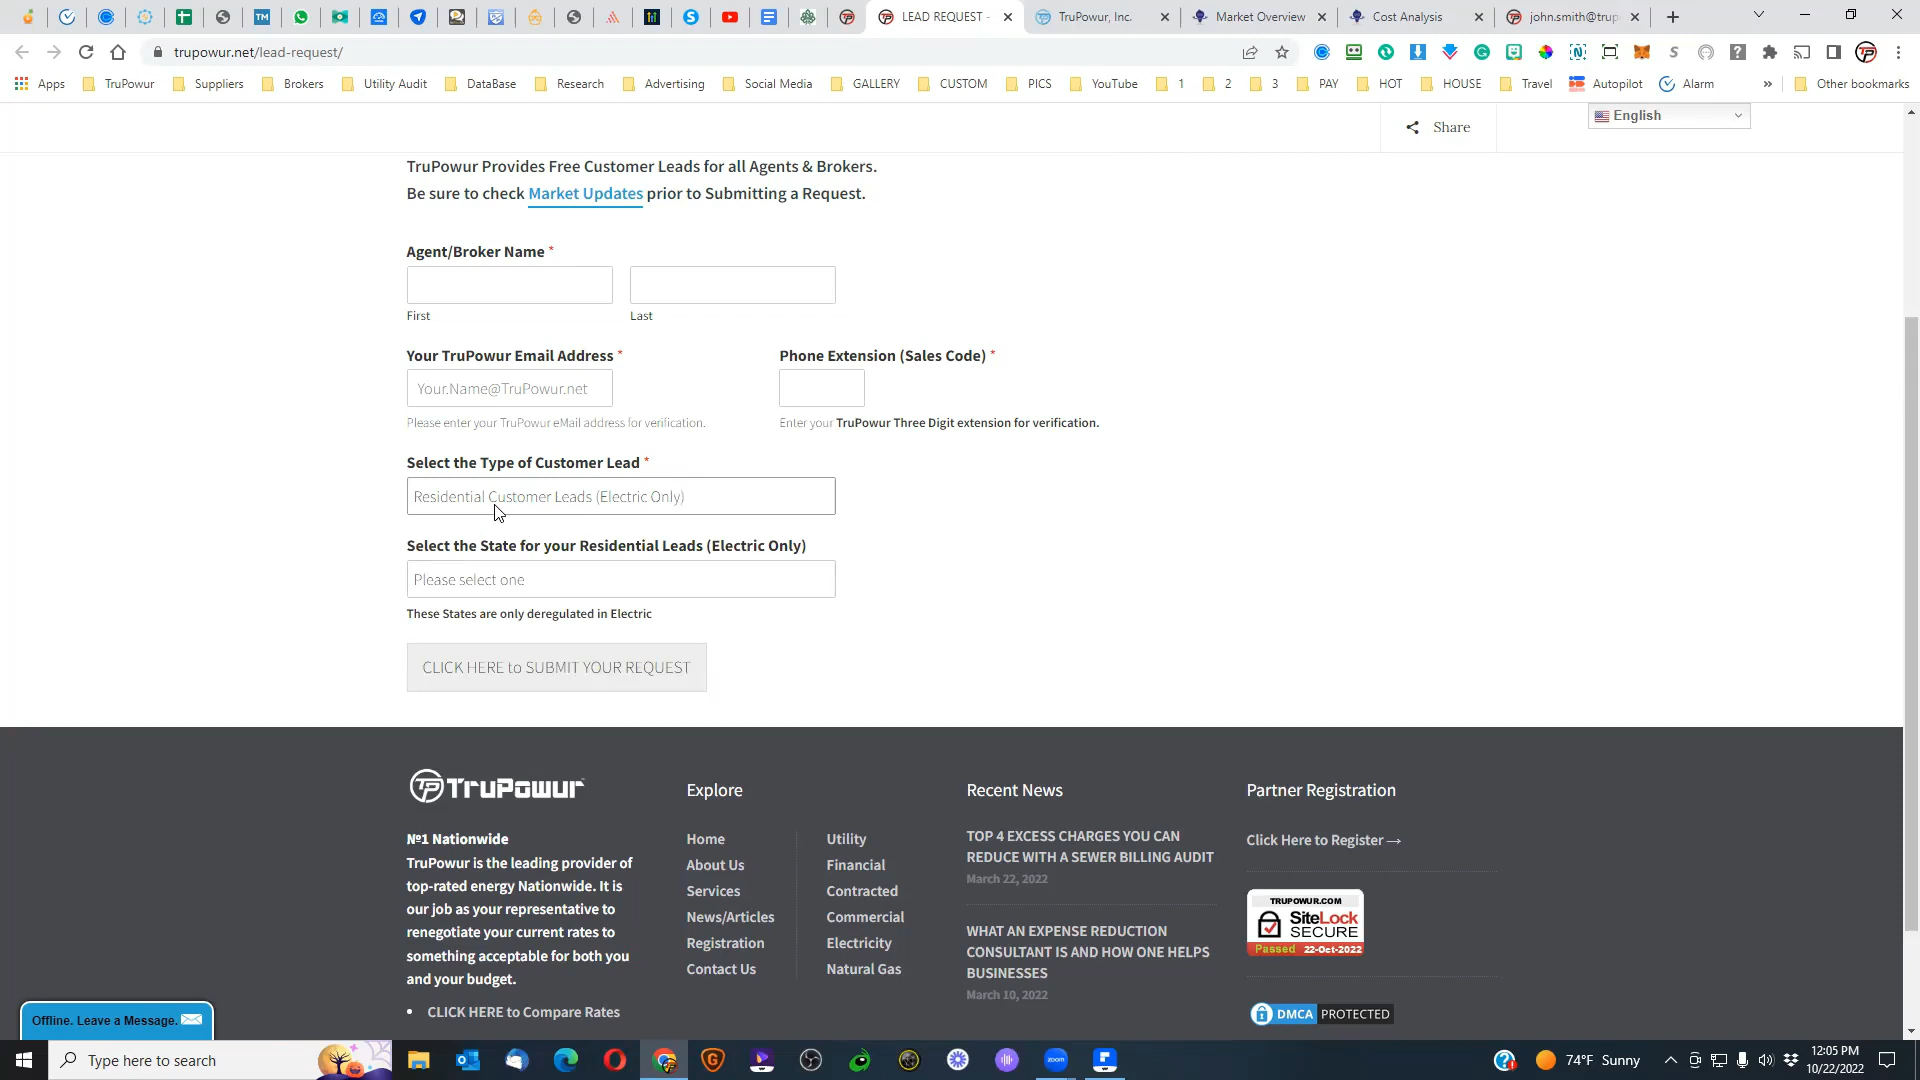 LEAD REQUEST -
TruPowur, Inc.
Market Overview
Cost Analysis
john.smith@trup
trupowur.net/lead-request/
Apps
TruPowur
Suppliers
Brokers
Utility Audit
DataBase
Research
Advertising
Social Media
GALLERY
CUSTOM
PICS
YouTube
1
2
3
PAY
HOT
HOUSE
Travel
Autopilot
Alarm
»
Other bookmarks
Share
English
TruPowur Provides Free Customer Leads for all Agents & Brokers.
Be sure to check Market Updates prior to Submitting a Request.
Agent/Broker Name *
First
Last
Your TruPowur Email Address *
Phone Extension (Sales Code) *
Your.Name@TruPowur.net
Please enter your TruPowur eMail address for verification.
Enter your TruPowur Three Digit extension for verification.
Select the Type of Customer Lead *
Residential Customer Leads (Electric Only)
Select the State for your Residential Leads (Electric Only)
Please select one
These States are only deregulated in Electric
CLICK HERE to SUBMIT YOUR REQUEST
TruPowur
№1 Nationwide
TruPowur is the leading provider of
top-rated energy Nationwide. It is
our job as your representative to
renegotiate your current rates to
something acceptable for both you
and your budget.
• CLICK HERE to Compare Rates
Explore
Home
About Us
Services
News/Articles
Registration
Contact Us
Utility
Financial
Contracted
Commercial
Electricity
Natural Gas
Recent News
TOP 4 EXCESS CHARGES YOU CAN
REDUCE WITH A SEWER BILLING AUDIT
March 22, 2022
WHAT AN EXPENSE REDUCTION
CONSULTANT IS AND HOW ONE HELPS
BUSINESSES
March 10, 2022
Partner Registration
Click Here to Register →
TRUPOWUR.COM
SiteLock
SECURE
Passed 22-Oct-2022
DMCA PROTECTED
Offline. Leave a Message.
Type here to search
zoom
74°F Sunny
12:05 PM
10/22/2022